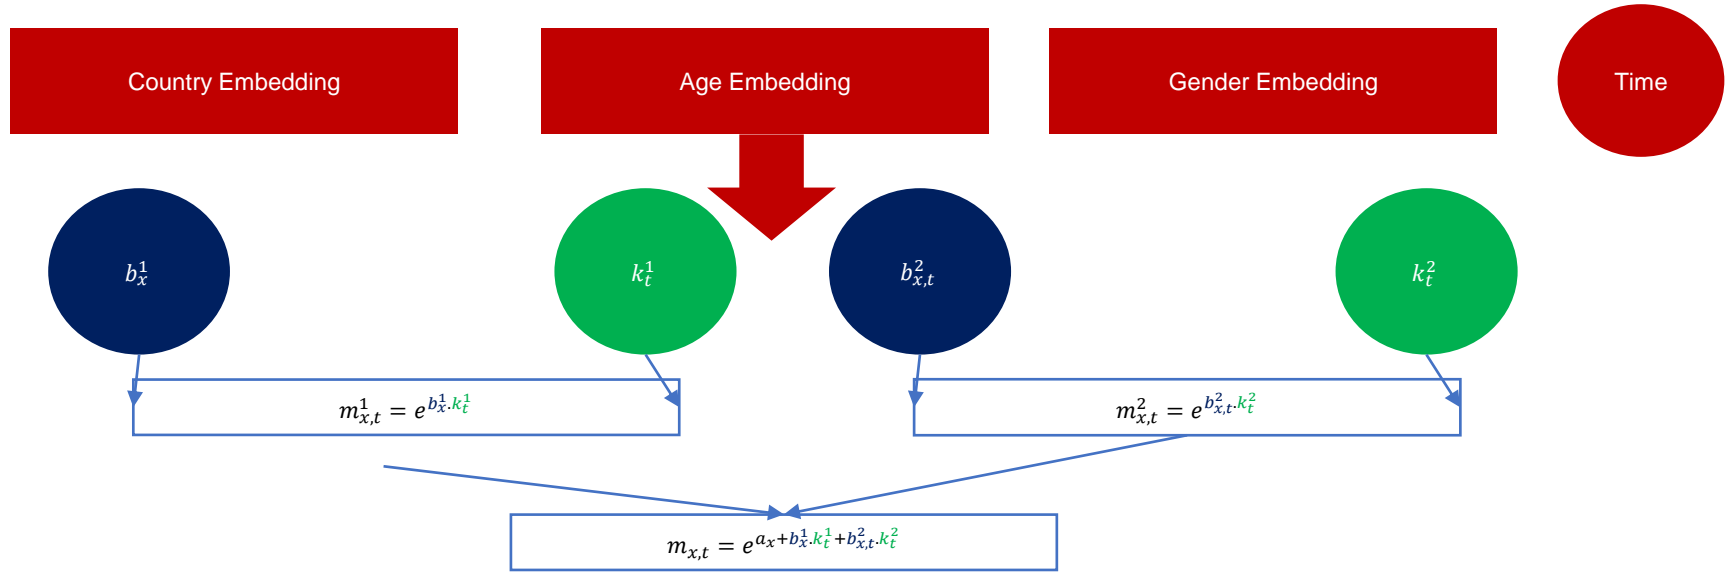 Country Embedding
Age Embedding
Gender Embedding
Time
$b_x^1$
$k_t^1$
$b_{x,t}^2$
$k_t^2$
$m_{x,t}^1 = e^{b_x^1.k_t^1}$
$m_{x,t}^2 = e^{b_{x,t}^2.k_t^2}$
$m_{x,t} = e^{a_x+b_x^1.k_t^1+b_{x,t}^2.k_t^2}$